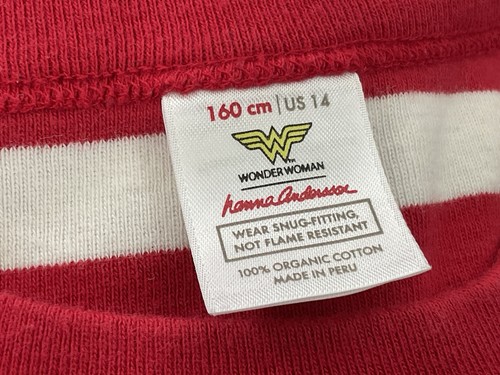 160 cm | US 14
TM
WONDER WOMAN
hanna Andersson
WEAR SNUG-FITTING,
NOT FLAME RESISTANT
100% ORGANIC COTTON
MADE IN PERU